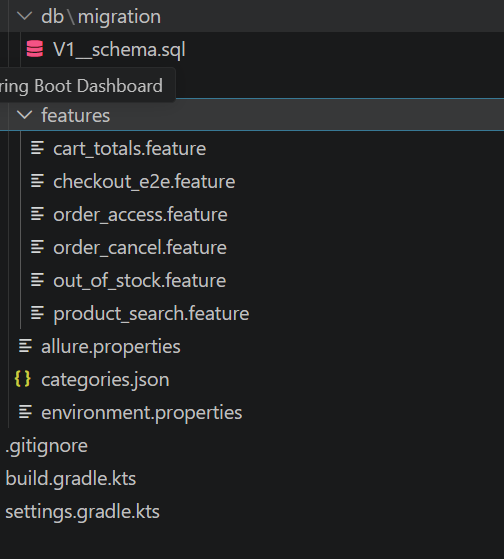 db\migration
V1__schema.sql
ring Boot Dashboard
features
cart_totals.feature
checkout_e2e.feature
order_access.feature
order_cancel.feature
out_of_stock.feature
product_search.feature
allure.properties
{} categories.json
environment.properties
.gitignore
build.gradle.kts
settings.gradle.kts